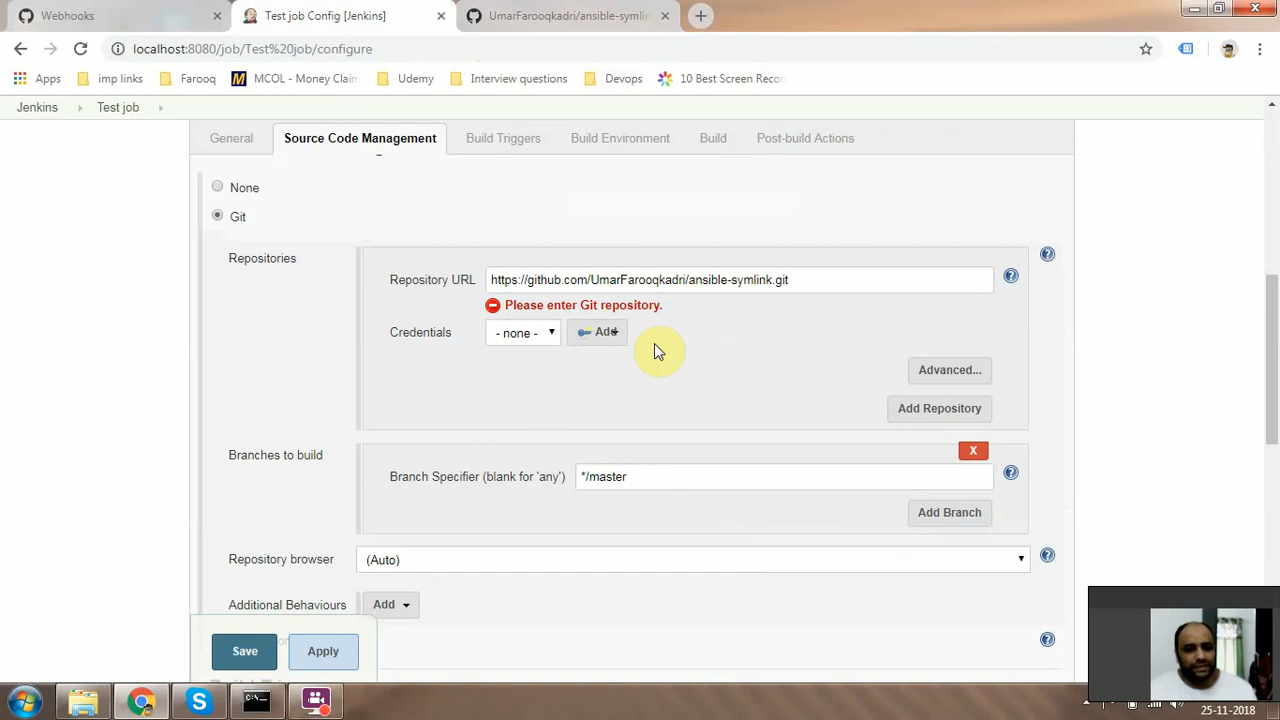 Webhooks
Test job Config [Jenkins]
UmarFarooqkadri/ansible-symlin
localhost:8080/job/Test%20job/configure
Apps
imp links
Farooq
MCOL - Money Claim
Udemy
Interview questions
Devops
10 Best Screen Recor
Jenkins
Test job
General
Source Code Management
Build Triggers
Build Environment
Build
Post-build Actions
None
Git
Repositories
Repository URL
https://github.com/UmarFarooqkadri/ansible-symlink.git
Please enter Git repository.
Credentials
- none -
Add
Advanced...
Add Repository
Branches to build
X
Branch Specifier (blank for 'any')
*/master
Add Branch
Repository browser
(Auto)
Additional Behaviours
Add
Save
Apply
25-11-2018